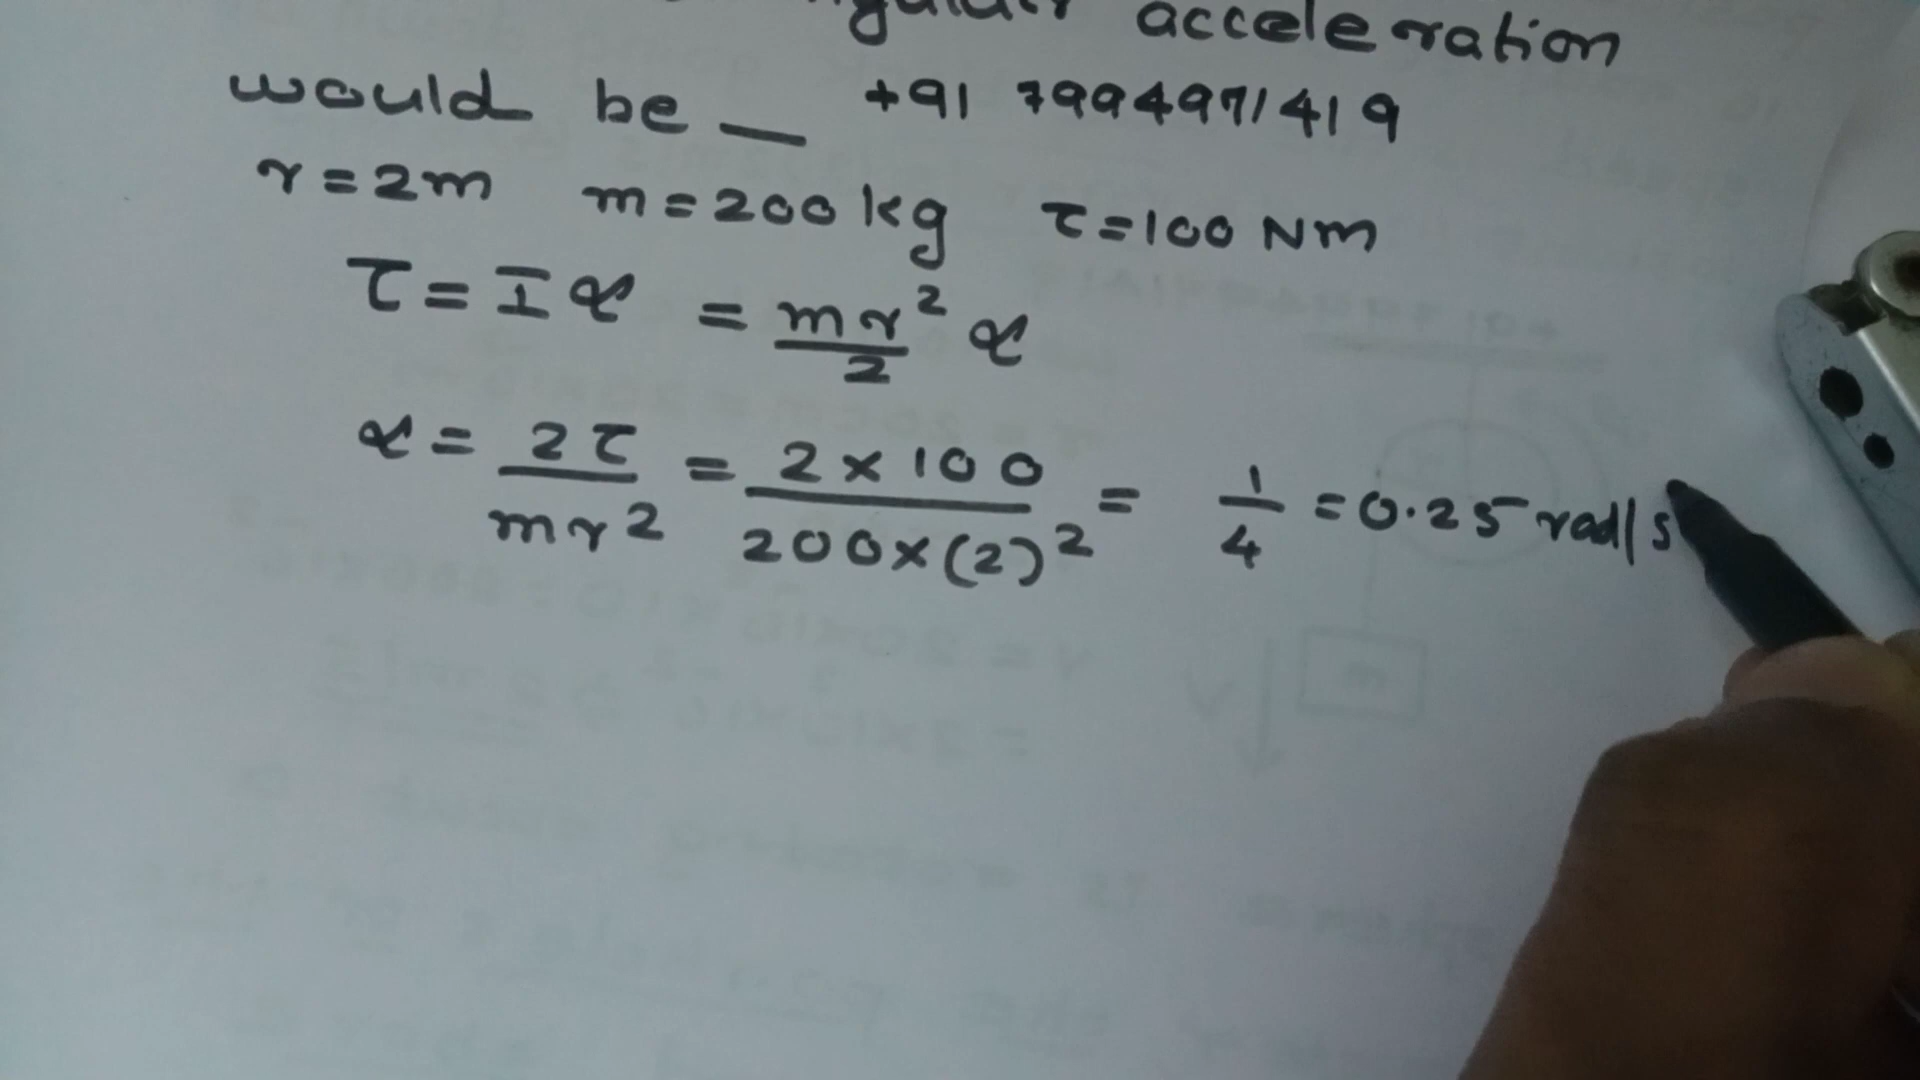 acceleration
would be __ +91 7994971419
r = 2m m = 200 kg τ = 100 Nm
τ = I α = mr²/2 α
α = 2τ/mr² = 2 × 100/200 × (2)² = 1/4 = 0.25 rad/s